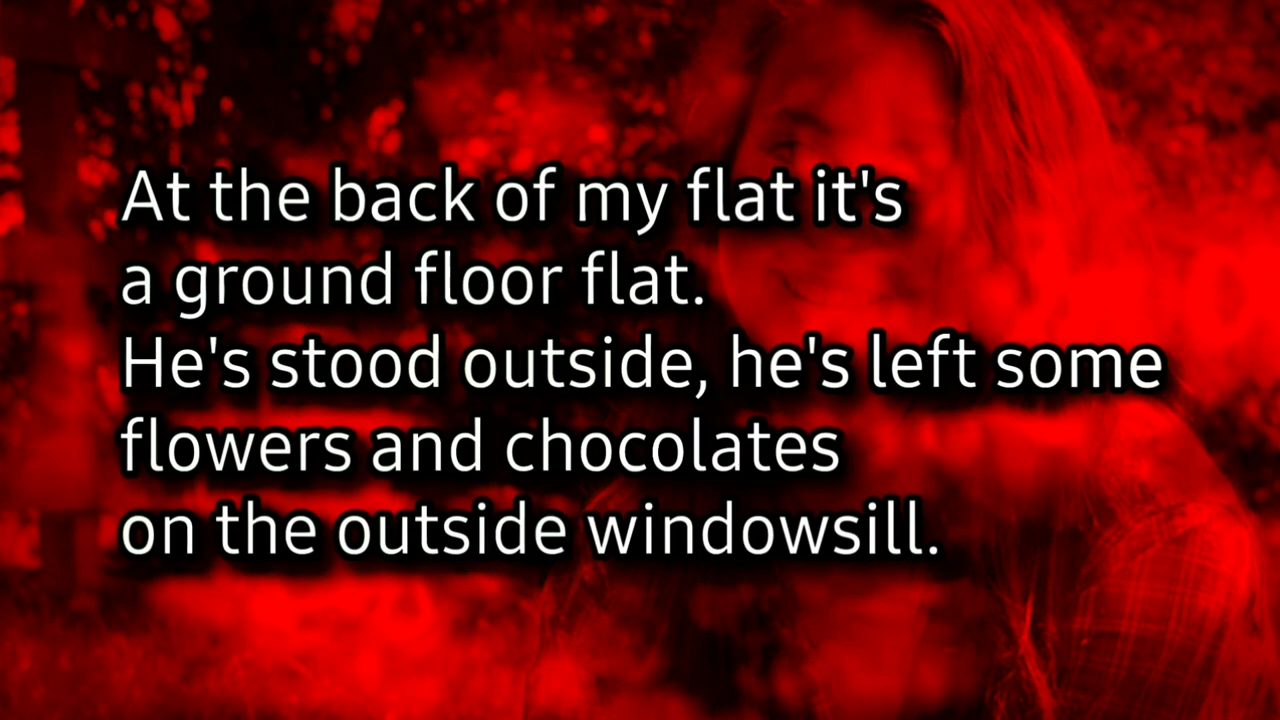 At the back of my flat it's
a ground floor flat.
He's stood outside, he's left some
flowers and chocolates
on the outside windowsill.